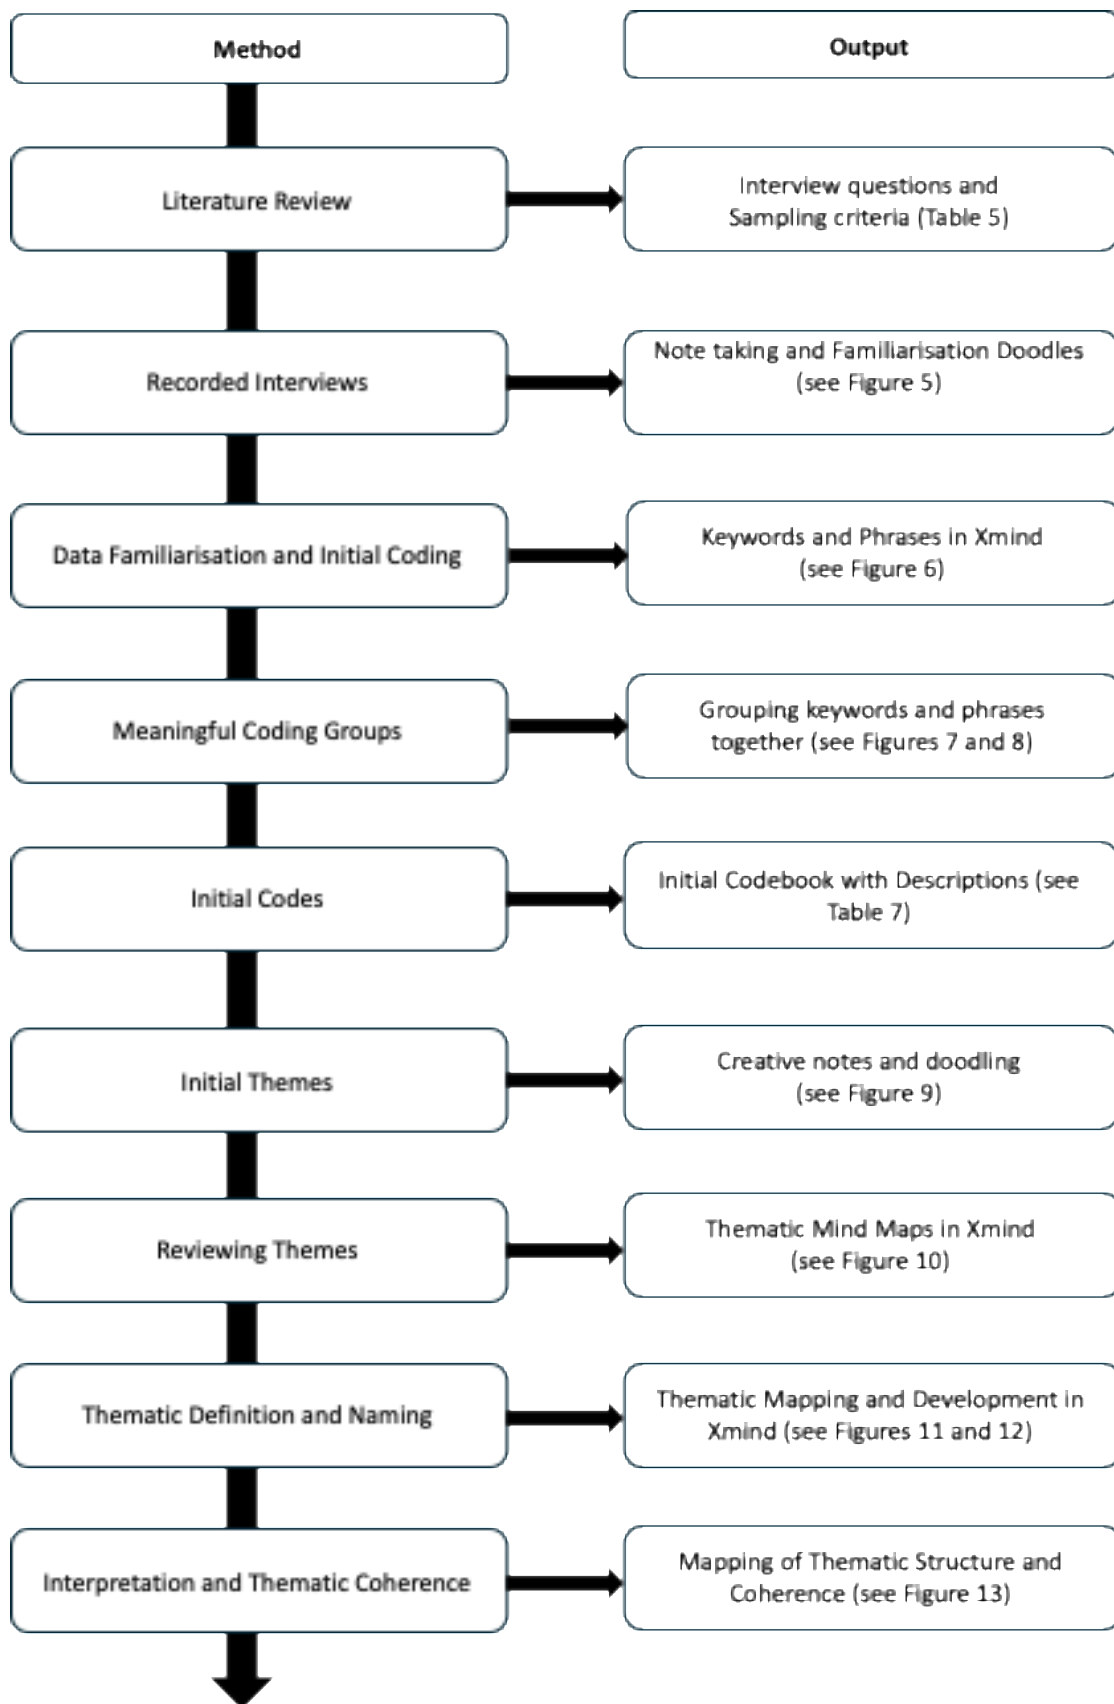 Method
Output
Literature Review
Interview questions and
Sampling criteria (Table 5)
Recorded Interviews
Note taking and Familiarisation Doodles
(see Figure 5)
Data Familiarisation and Initial Coding
Keywords and Phrases in Xmind
(see Figure 6)
Meaningful Coding Groups
Grouping keywords and phrases
together (see Figures 7 and 8)
Initial Codes
Initial Codebook with Descriptions (see
Table 7)
Initial Themes
Creative notes and doodling
(see Figure 9)
Reviewing Themes
Thematic Mind Maps in Xmind
(see Figure 10)
Thematic Definition and Naming
Thematic Mapping and Development in
Xmind (see Figures 11 and 12)
Interpretation and Thematic Coherence
Mapping of Thematic Structure and
Coherence (see Figure 13)